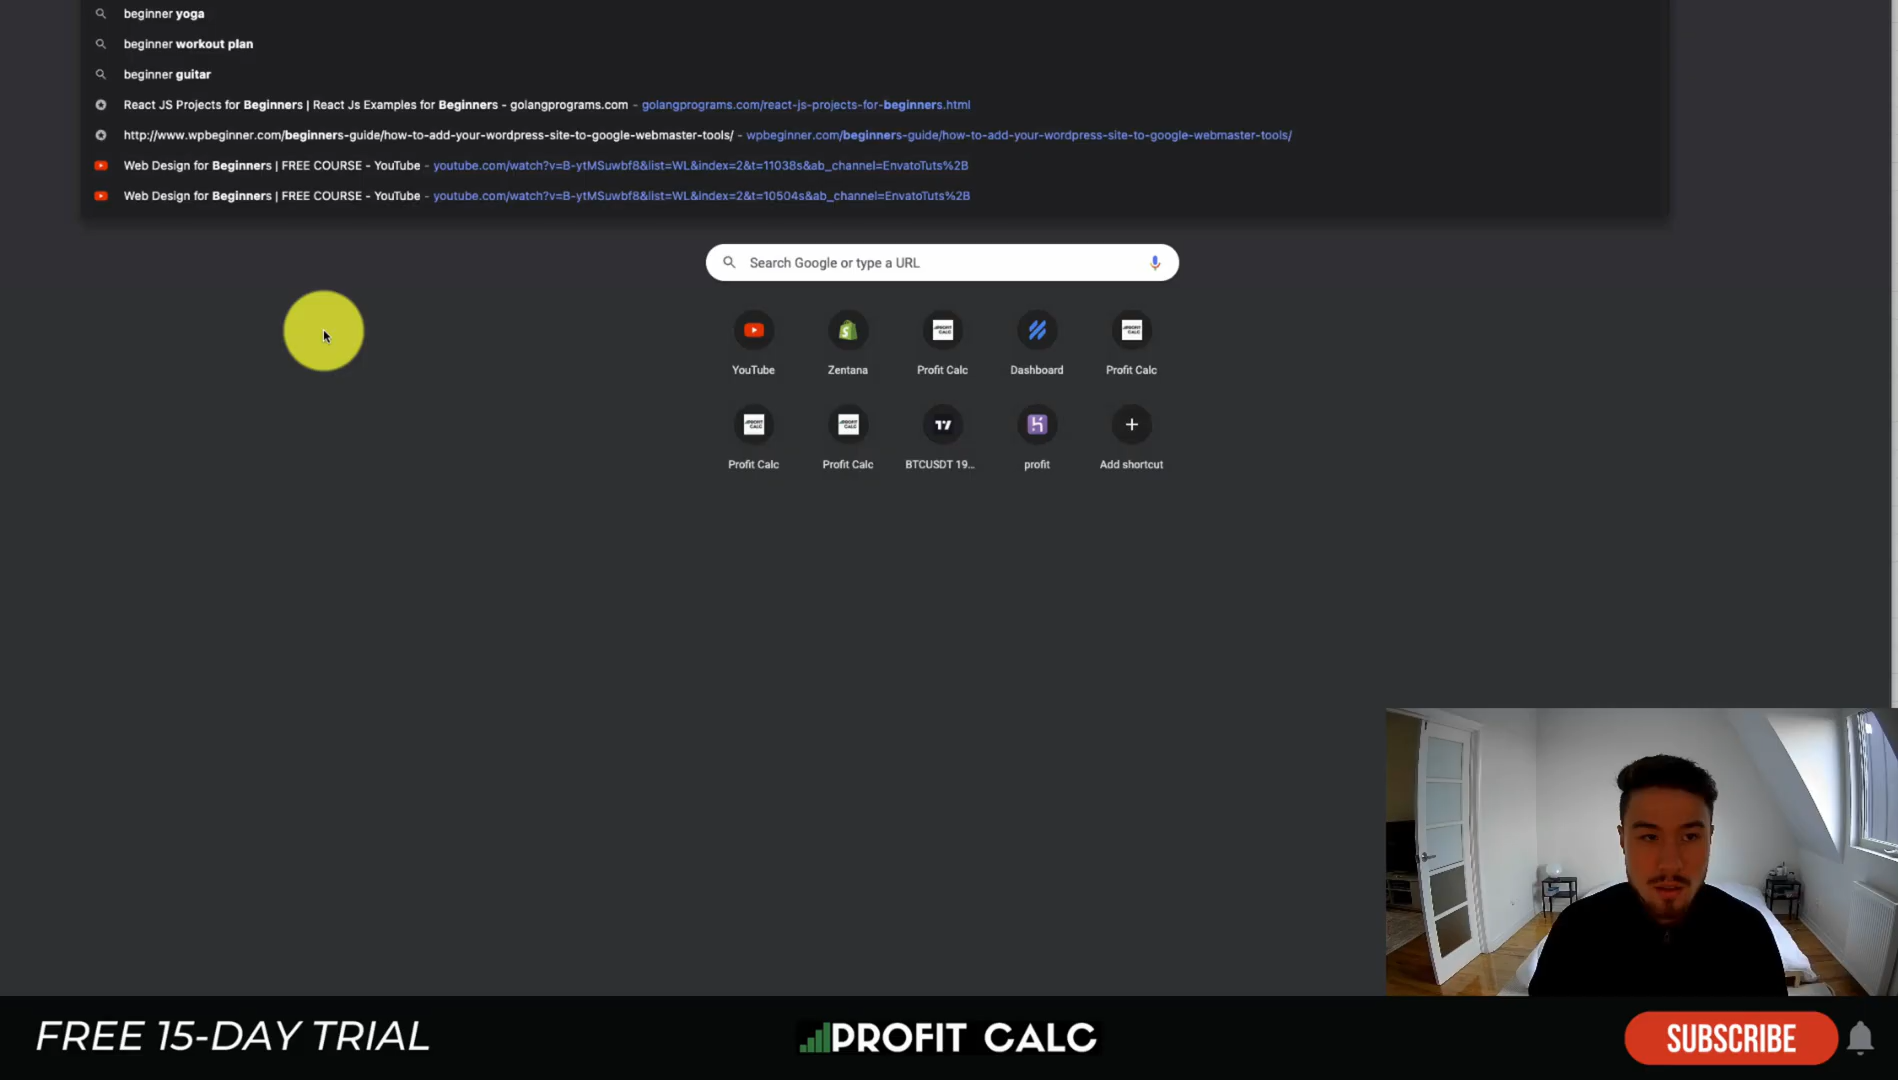 beginner yoga
beginner workout plan
beginner guitar
React JS Projects for Beginners | React Js Examples for Beginners - golangprograms.com - golangprograms.com/react-js-projects-for-beginners.html
http://www.wpbeginner.com/beginners-guide/how-to-add-your-wordpress-site-to-google-webmaster-tools/ - wpbeginner.com/beginners-guide/how-to-add-your-wordpress-site-to-google-webmaster-tools/
Web Design for Beginners | FREE COURSE - YouTube - youtube.com/watch?v=B-ytMSuwbf8&list=WL&index=2&t=11038s&ab_channel=EnvatoTuts%2B
Web Design for Beginners | FREE COURSE - YouTube - youtube.com/watch?v=B-ytMSuwbf8&list=WL&index=2&t=10504s&ab_channel=EnvatoTuts%2B
Search Google or type a URL
YouTube
Zentana
Profit Calc
Dashboard
Profit Calc
Profit Calc
Profit Calc
BTCUSDT 19...
profit
Add shortcut
FREE 15-DAY TRIAL
PROFIT CALC
SUBSCRIBE